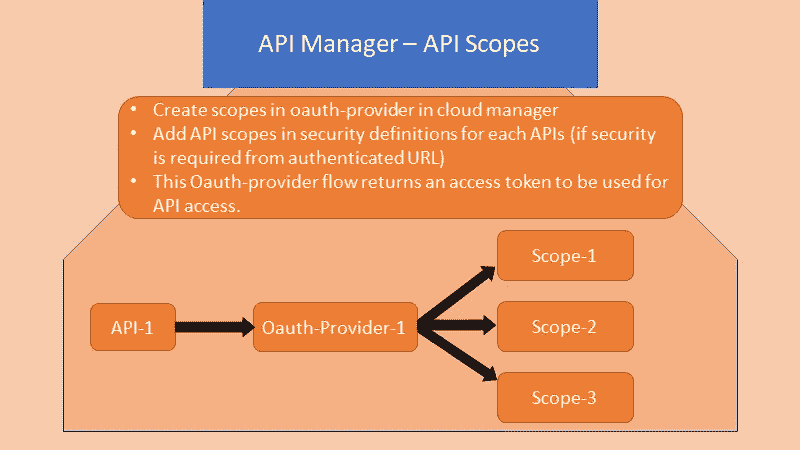 API Manager – API Scopes
• Create scopes in oauth-provider in cloud manager
• Add API scopes in security definitions for each APIs (if security
is required from authenticated URL)
• This Oauth-provider flow returns an access token to be used for
API access.
Scope-1
API-1
Oauth-Provider-1
Scope-2
Scope-3